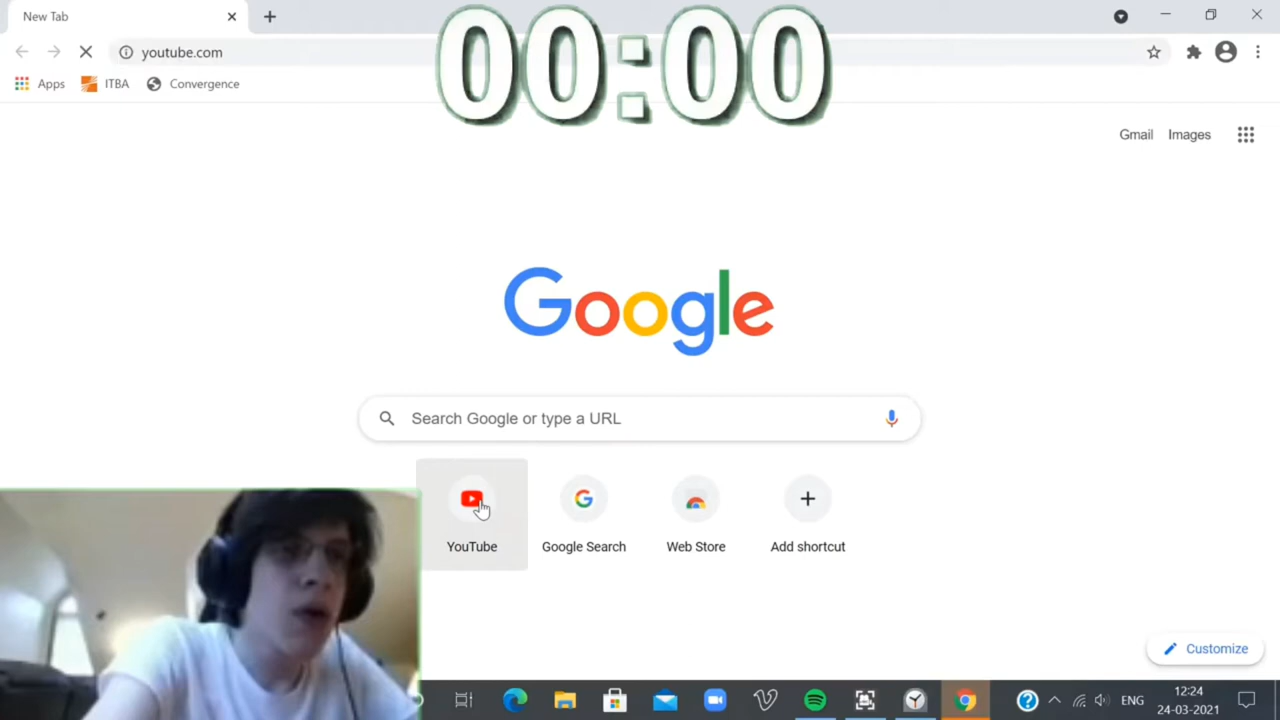 New Tab
00:00
youtube.com
Apps
ITBA
Convergence
Gmail
Images
Google
Search Google or type a URL
YouTube
Google Search
Web Store
Add shortcut
Customize
ENG
12:24
24-03-2021